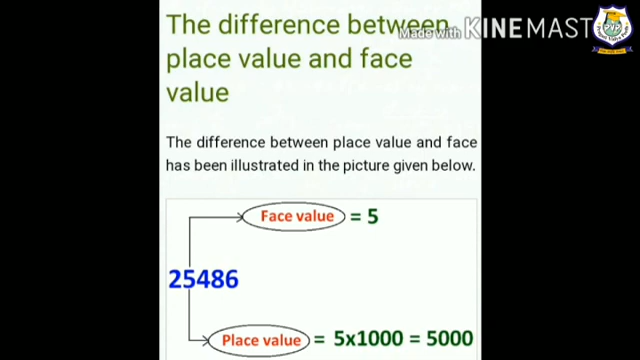 The difference between
Made with KINEMAST
place value and face
value
The difference between place value and face
has been illustrated in the picture given below.
Face value = 5
25486
Place value = 5x1000 = 5000